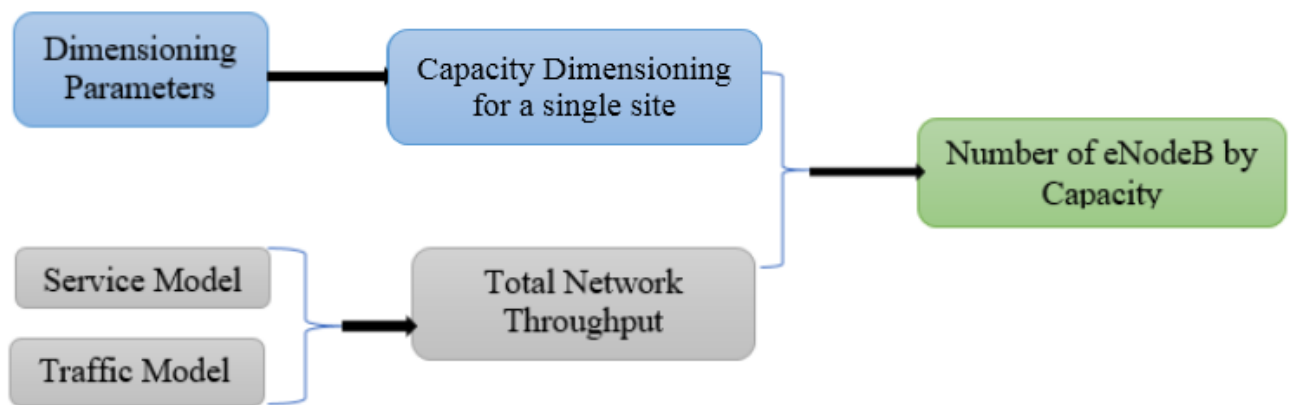 Dimensioning
Parameters
Capacity Dimensioning
for a single site
Number of eNodeB by
Capacity
Service Model
Total Network
Throughput
Traffic Model